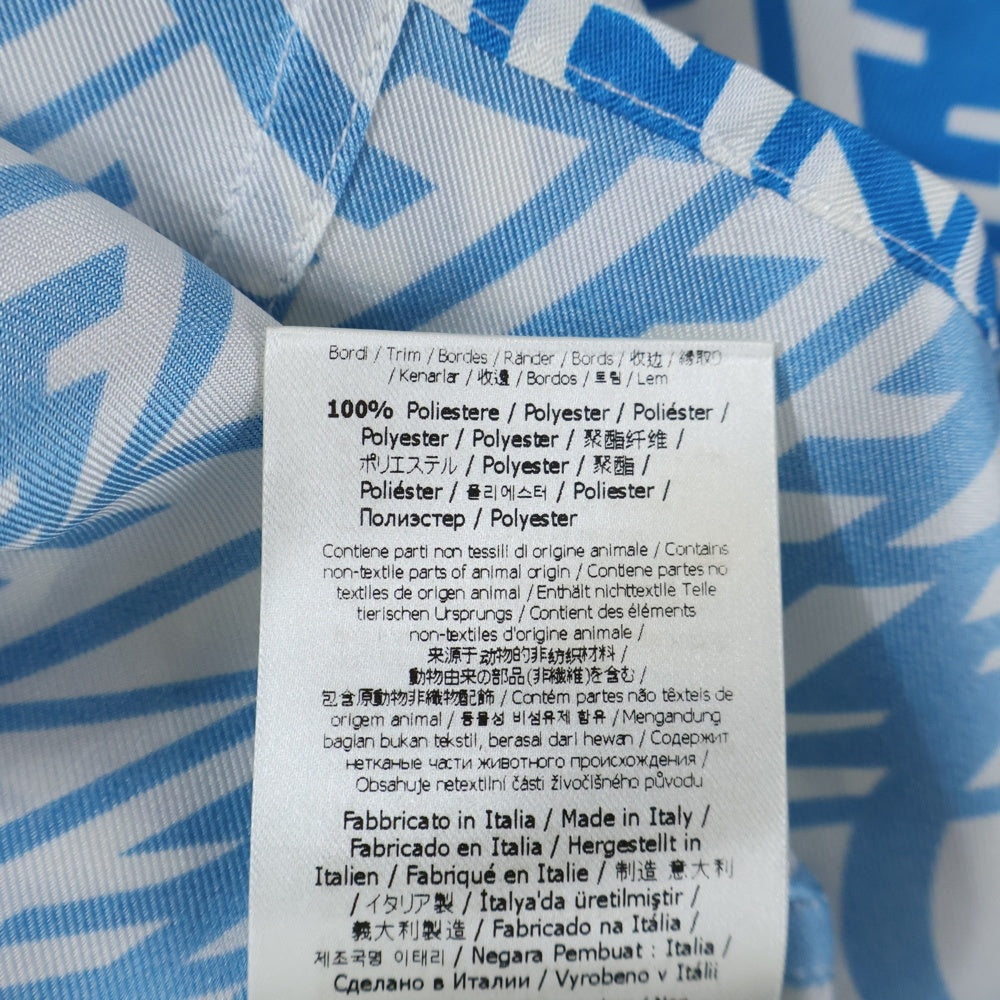 Bordi / Trim / Bordes / Ränder / Bords / 收边 / 縁取り
/ Kenarlar / 收邊 / Bordos / 트림 / Lem
100% Poliestere / Polyester / Poliéster /
Polyester / Polyester / 聚酯纤维 /
ポリエステル / Polyester / 聚酯 /
Poliéster / 폴리에스터 / Poliester /
Полиэстер / Polyester
Contiene parti non tessili di origine animale / Contains
non-textile parts of animal origin / Contiene partes no
textiles de origen animal / Enthält nichttextile Teile
tierischen Ursprungs / Contient des éléments
non-textiles d'origine animale /
来源于动物的非纺织材料 /
動物由来の部品(非繊維)を含む /
包含原動物非織物配飾 / Contém partes não têxteis de
origem animal / 동물성 비섬유제 함유 / Mengandung
bagian bukan tekstil, berasal dari hewan / Содержит
нетканые части животного происхождения /
Obsahuje netextilní části živočišného původu
Fabbricato in Italia / Made in Italy /
Fabricado en Italia / Hergestellt in
Italien / Fabriqué en Italie / 制造 意大利
/ イタリア製 / İtalya'da üretilmiştir /
義大利製造 / Fabricado na Itália /
제조국명 이태리 / Negara Pembuat : Italia /
Сделано в Италии / Vyrobeno v Itálii